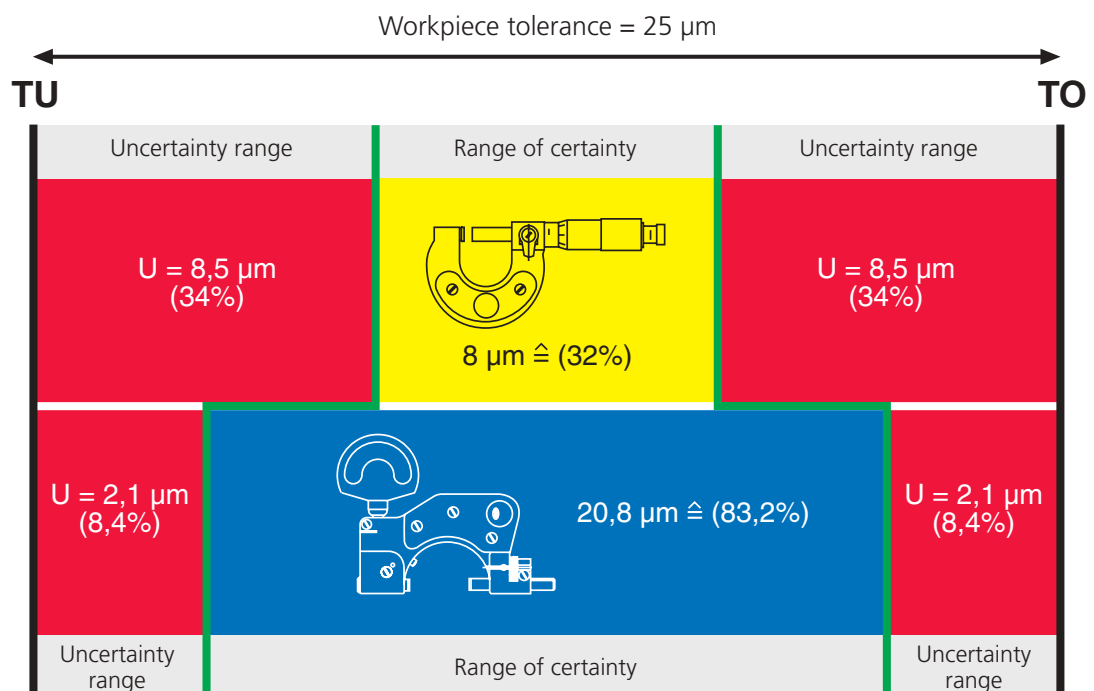 Workpiece tolerance = 25 µm
TU
TO
Uncertainty range
Range of certainty
Uncertainty range
U = 8,5 µm
(34%)
8 µm ≙ (32%)
U = 8,5 µm
(34%)
U = 2,1 µm
(8,4%)
20,8 µm ≙ (83,2%)
U = 2,1 µm
(8,4%)
Uncertainty
range
Range of certainty
Uncertainty
range